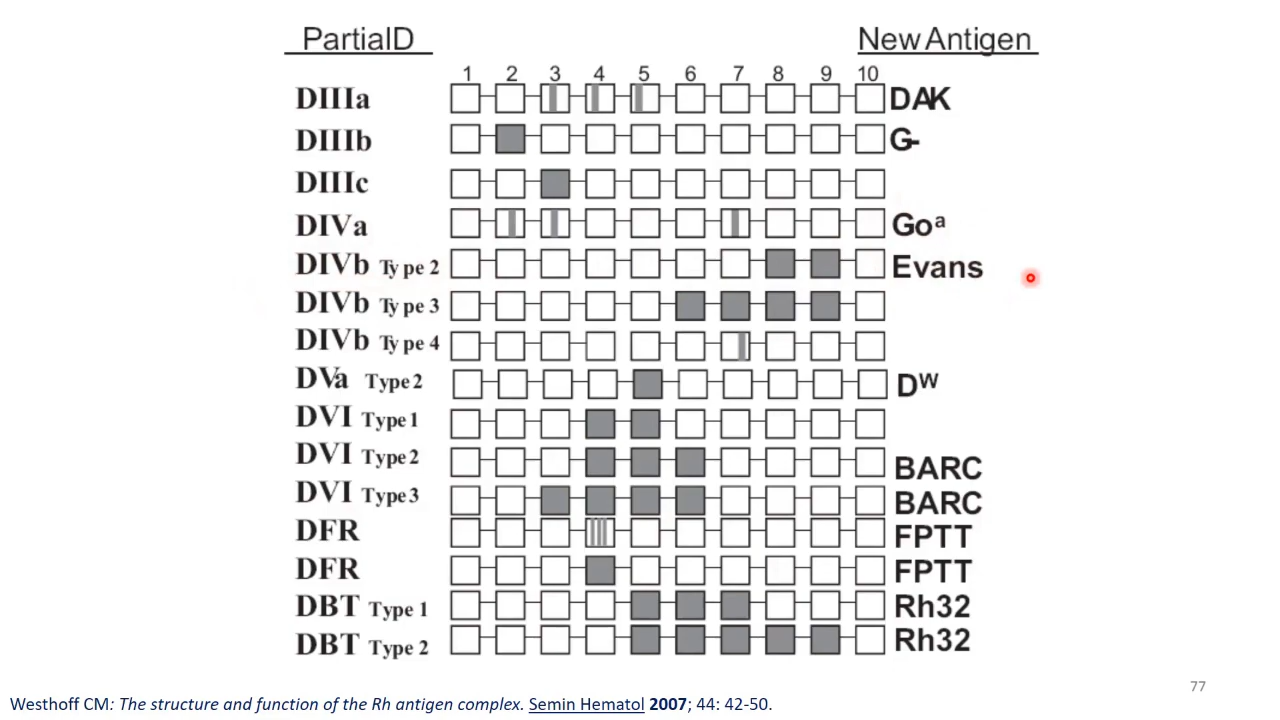 PartialD New Antigen
1 2 3 4 5 6 7 8 9 10
DIIIa DAK
DIIIb G-
DIIIc
DIVa Goᵃ
DIVb Type 2 Evans
DIVb Type 3
DIVb Type 4
DVa Type 2 Dᵂ
DVI Type 1
DVI Type 2 BARC
DVI Type 3 BARC
DFR FPTT
DFR FPTT
DBT Type 1 Rh32
DBT Type 2 Rh32
77
Westhoff CM: The structure and function of the Rh antigen complex. Semin Hematol 2007; 44: 42-50.